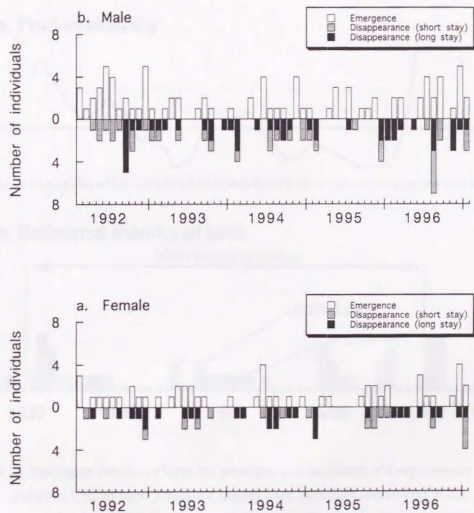 b. Male
Emergence
Disappearance (short stay)
Disappearance (long stay)
Number of individuals
8
4
0
4
8
1992 1993 1994 1995 1996
a. Female
Emergence
Disappearance (short stay)
Disappearance (long stay)
Number of individuals
8
4
0
4
8
1992 1993 1994 1995 1996